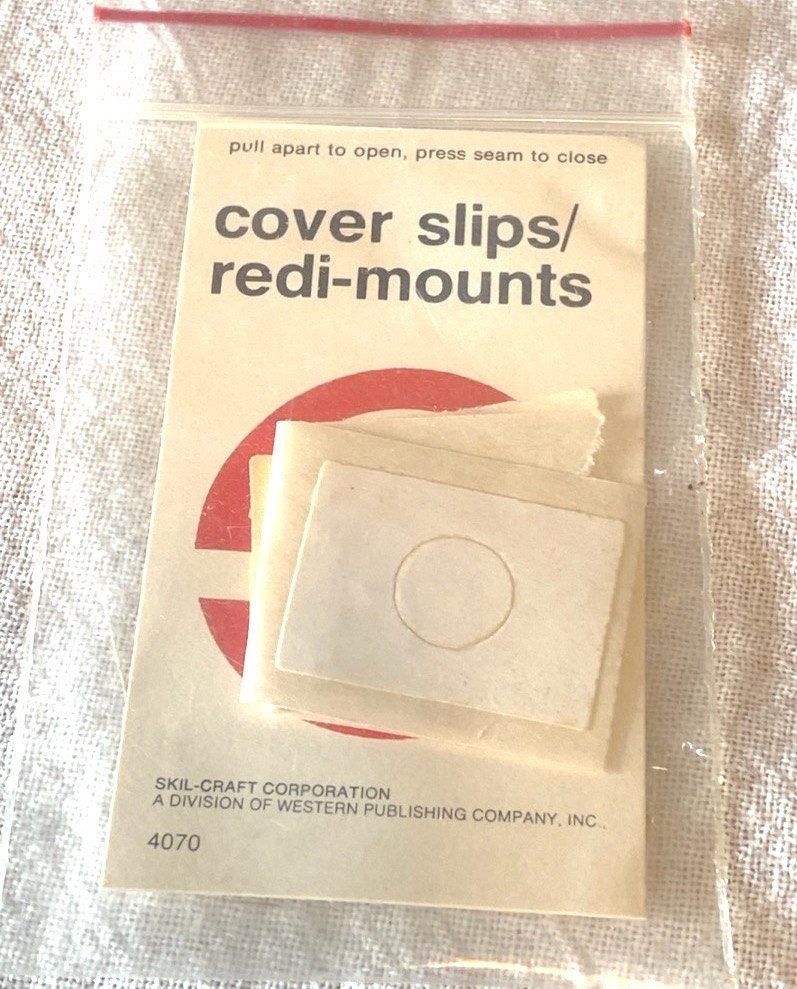 pull apart to open, press seam to close
cover slips/
redi-mounts
SKIL-CRAFT CORPORATION
A DIVISION OF WESTERN PUBLISHING COMPANY, INC.,
4070